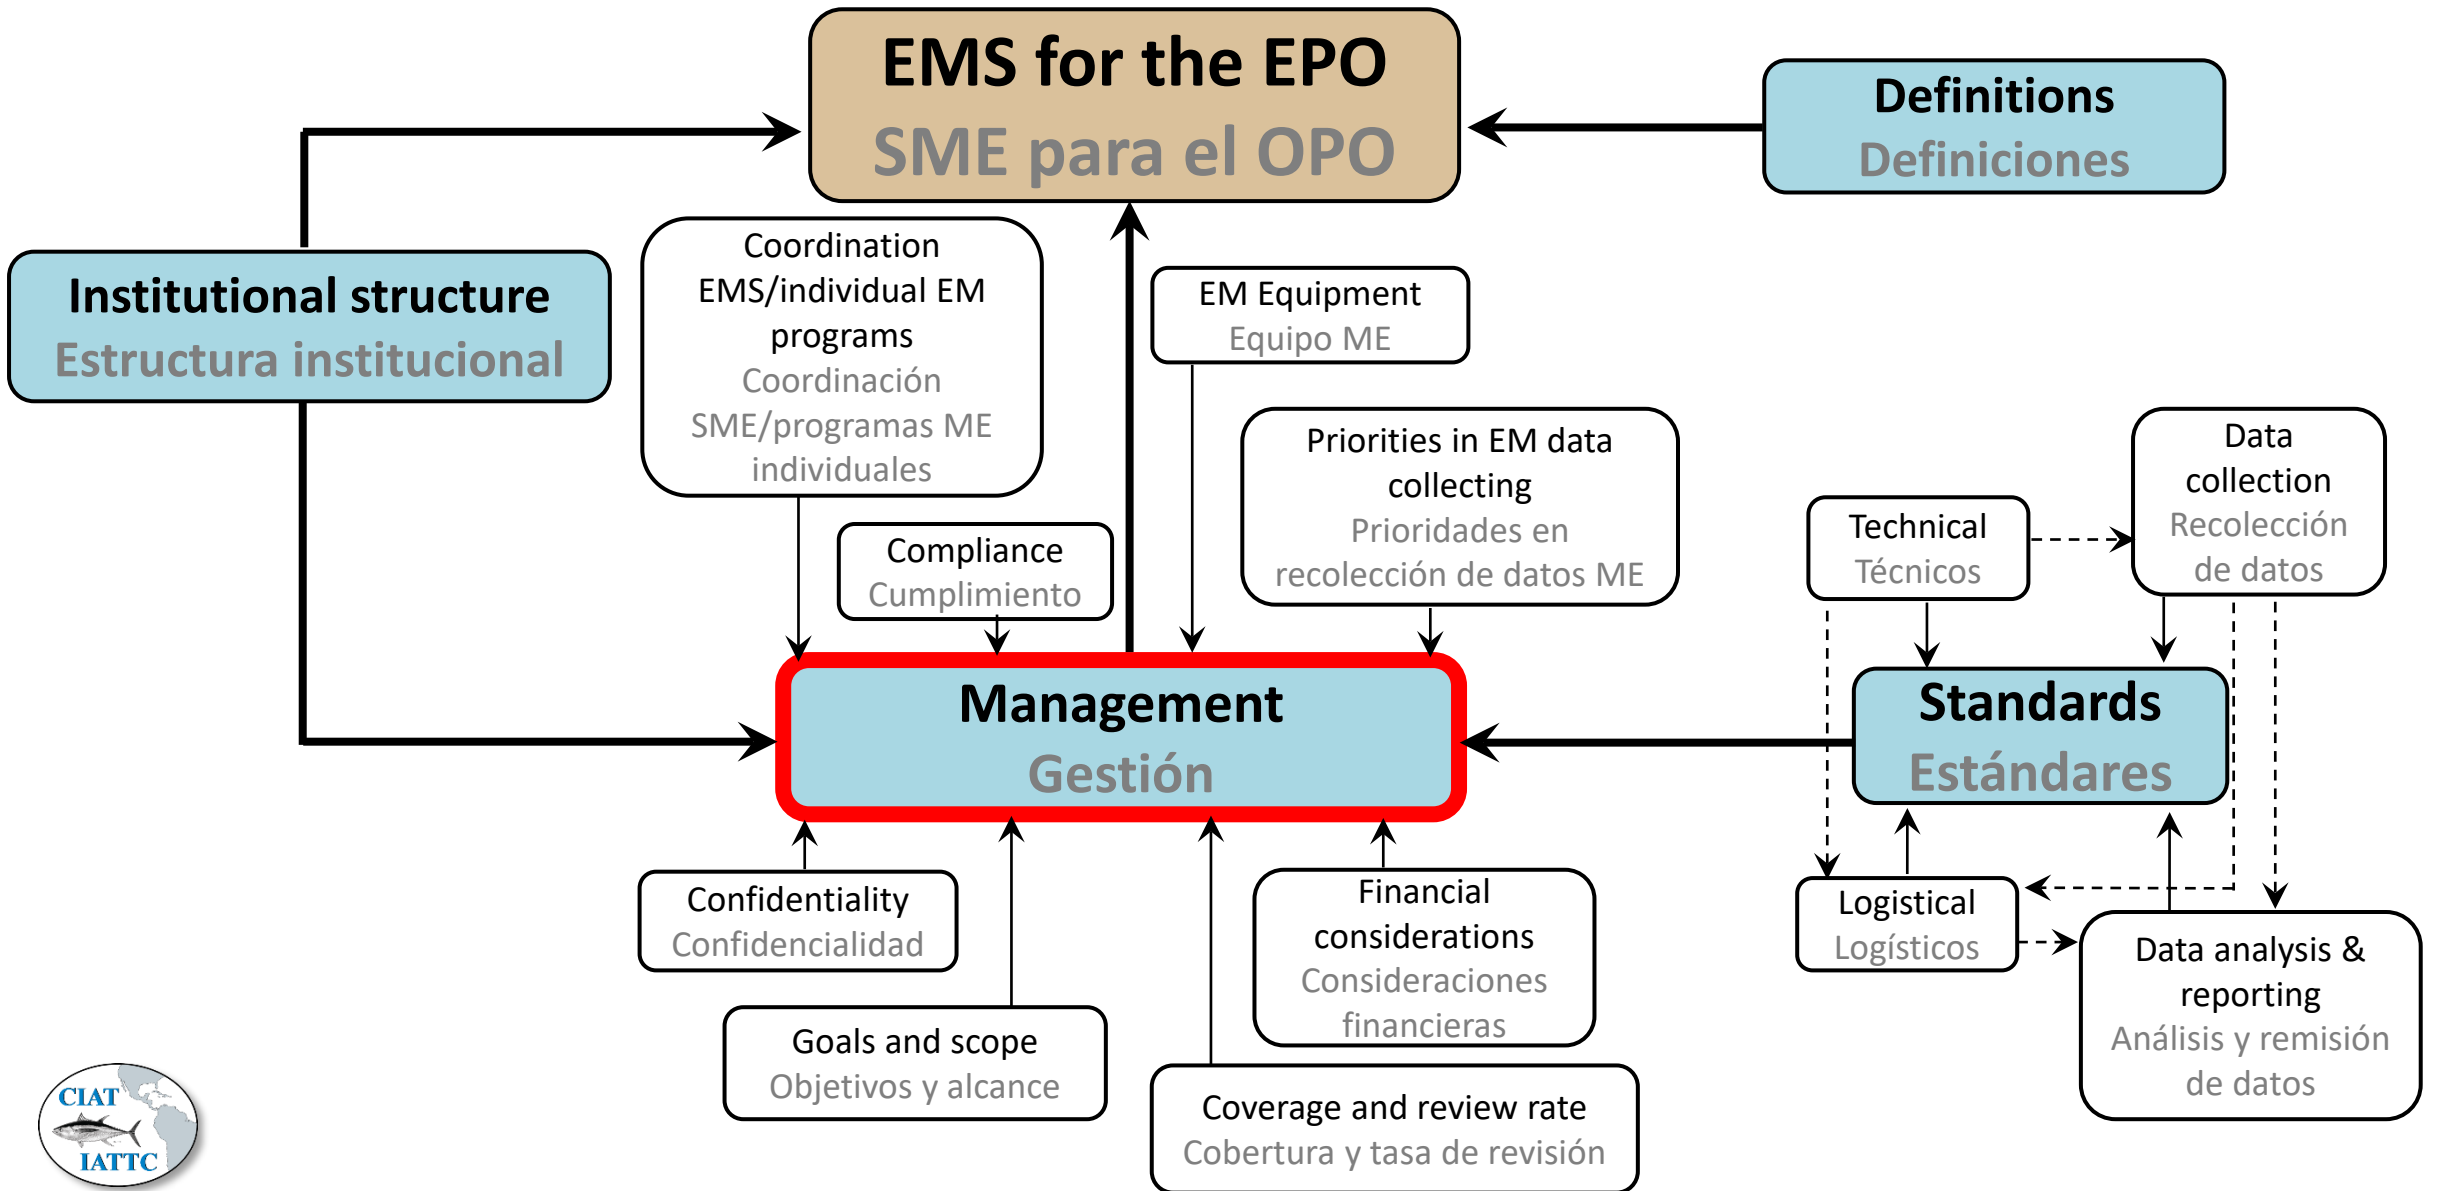 EMS for the EPO
SME para el OPO
Definitions
Definiciones
Institutional structure
Estructura institucional
Coordination
EMS/individual EM
programs
Coordinación
SME/programas ME
individuales
EM Equipment
Equipo ME
Priorities in EM data
collecting
Prioridades en
recolección de datos ME
Compliance
Cumplimiento
Technical
Técnicos
Data
collection
Recolección
de datos
Management
Gestión
Standards
Estándares
Confidentiality
Confidencialidad
Goals and scope
Objetivos y alcance
Financial
considerations
Consideraciones
financieras
Coverage and review rate
Cobertura y tasa de revisión
Logistical
Logísticos
Data analysis &
reporting
Análisis y remisión
de datos
CIAT
IATTC